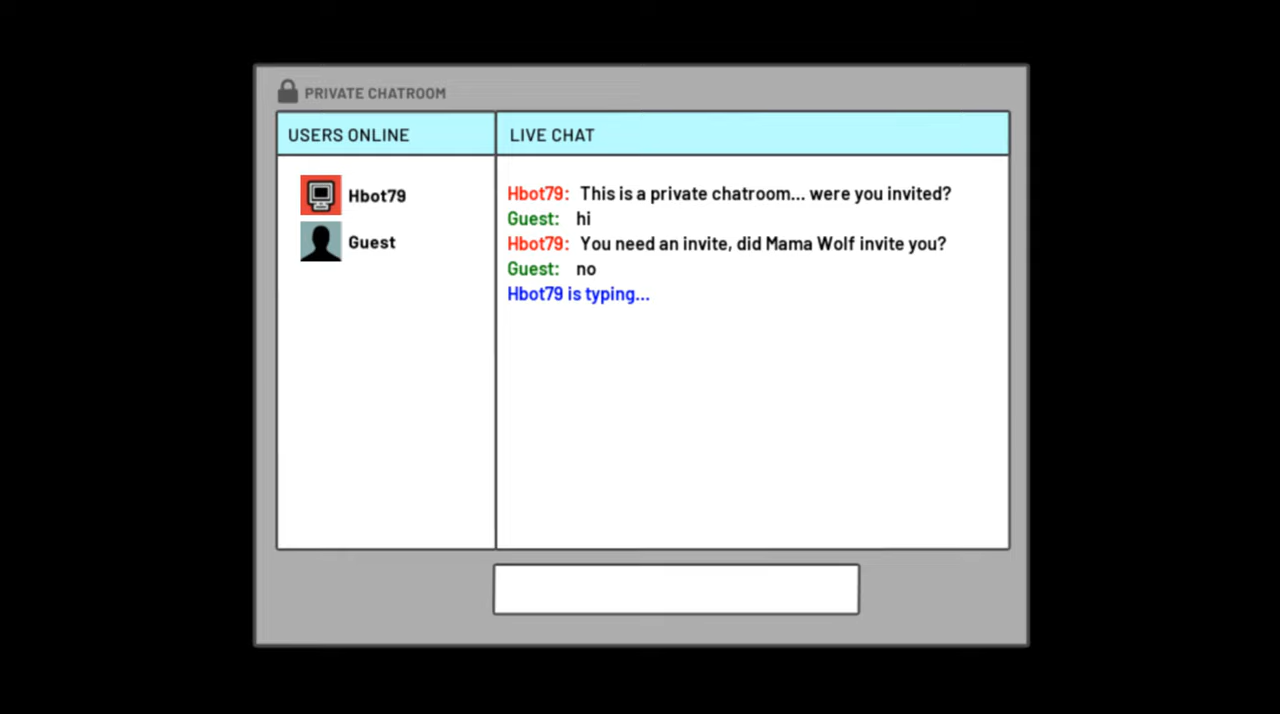 PRIVATE CHATROOM
USERS ONLINE
Hbot79
Guest
LIVE CHAT
Hbot79: This is a private chatroom... were you invited?
Guest: hi
Hbot79: You need an invite, did Mama Wolf invite you?
Guest: no
Hbot79 is typing...